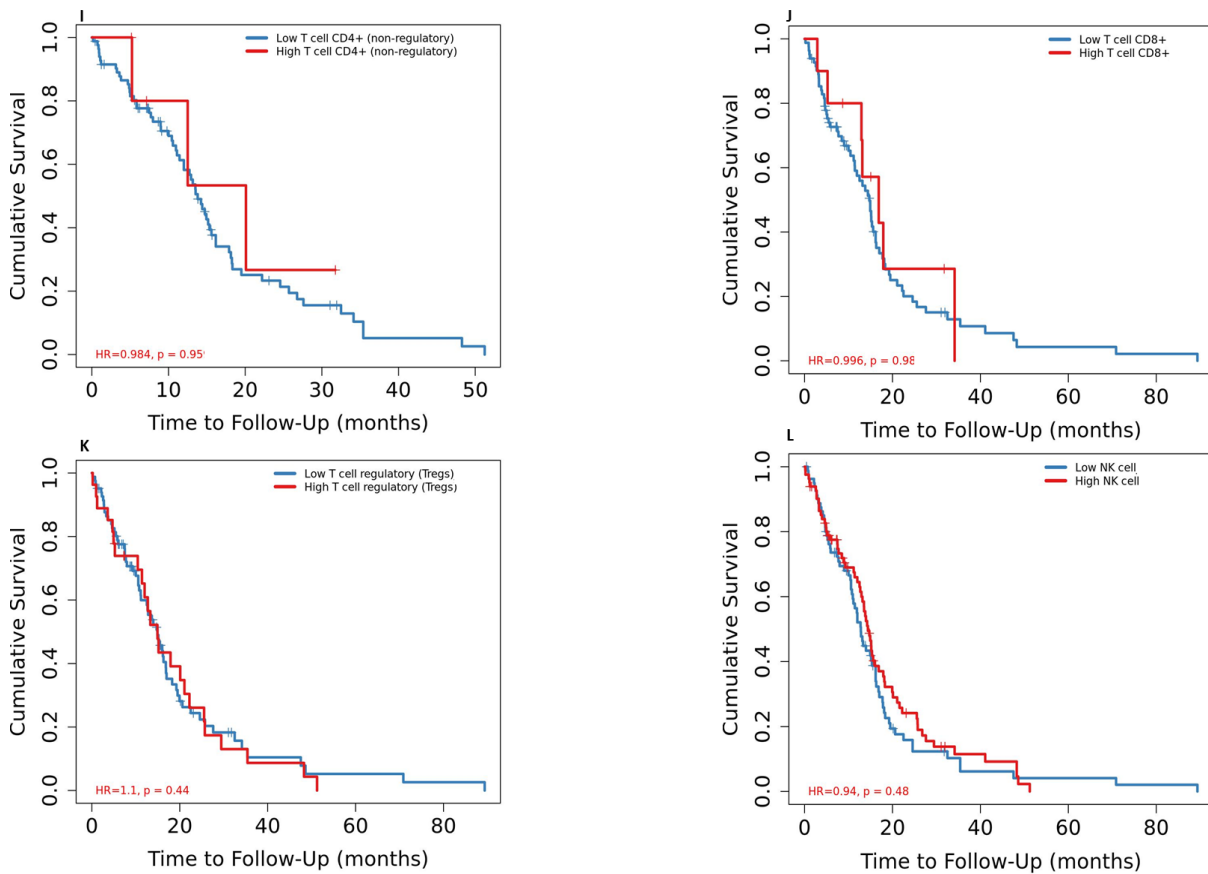 I
Low T cell CD4+ (non-regulatory)
High T cell CD4+ (non-regulatory)
Cumulative Survival
1.0
0.8
0.6
0.4
0.2
0.0
HR=0.984, p = 0.95
0 10 20 30 40 50
Time to Follow-Up (months)
J
Low T cell CD8+
High T cell CD8+
Cumulative Survival
1.0
0.8
0.6
0.4
0.2
0.0
HR=0.996, p = 0.98
0 20 40 60 80
Time to Follow-Up (months)
K
Low T cell regulatory (Tregs)
High T cell regulatory (Tregs)
Cumulative Survival
1.0
0.8
0.6
0.4
0.2
0.0
HR=1.1, p = 0.44
0 20 40 60 80
Time to Follow-Up (months)
L
Low NK cell
High NK cell
Cumulative Survival
1.0
0.8
0.6
0.4
0.2
0.0
HR=0.94, p = 0.48
0 20 40 60 80
Time to Follow-Up (months)